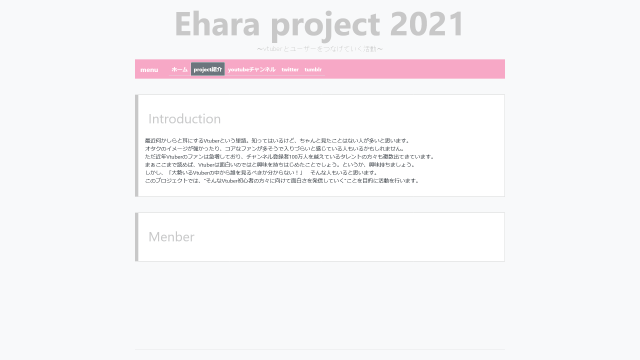 Ehara project 2021
〜vtuberとユーザーをつなげていく活動〜
menu ホーム project紹介 youtubeチャンネル twitter tumblr
Introduction
最近何かしらと耳にするVtuberという単語。知ってはいるけど、ちゃんと見たことはない人が多いと思います。
オタクのイメージが強かったり、コアなファンが多そうで入りづらいと感じている人もいるかもしれません。
ただ近年Vtuberのファンは急増しており、チャンネル登録者100万人を越えているタレントの方々も複数出てきています。
まぁここまで読めば、Vtuberは面白いのではと興味を持ちはじめたことでしょう。というか、興味持ちましょう。
しかし、「大勢いるVtuberの中から誰を見るべきか分からない！」 そんな人もいると思います。
このプロジェクトでは、"そんなVtuber初心者の方々に向けて面白さを発信していく"ことを目的に活動を行います。
Menber